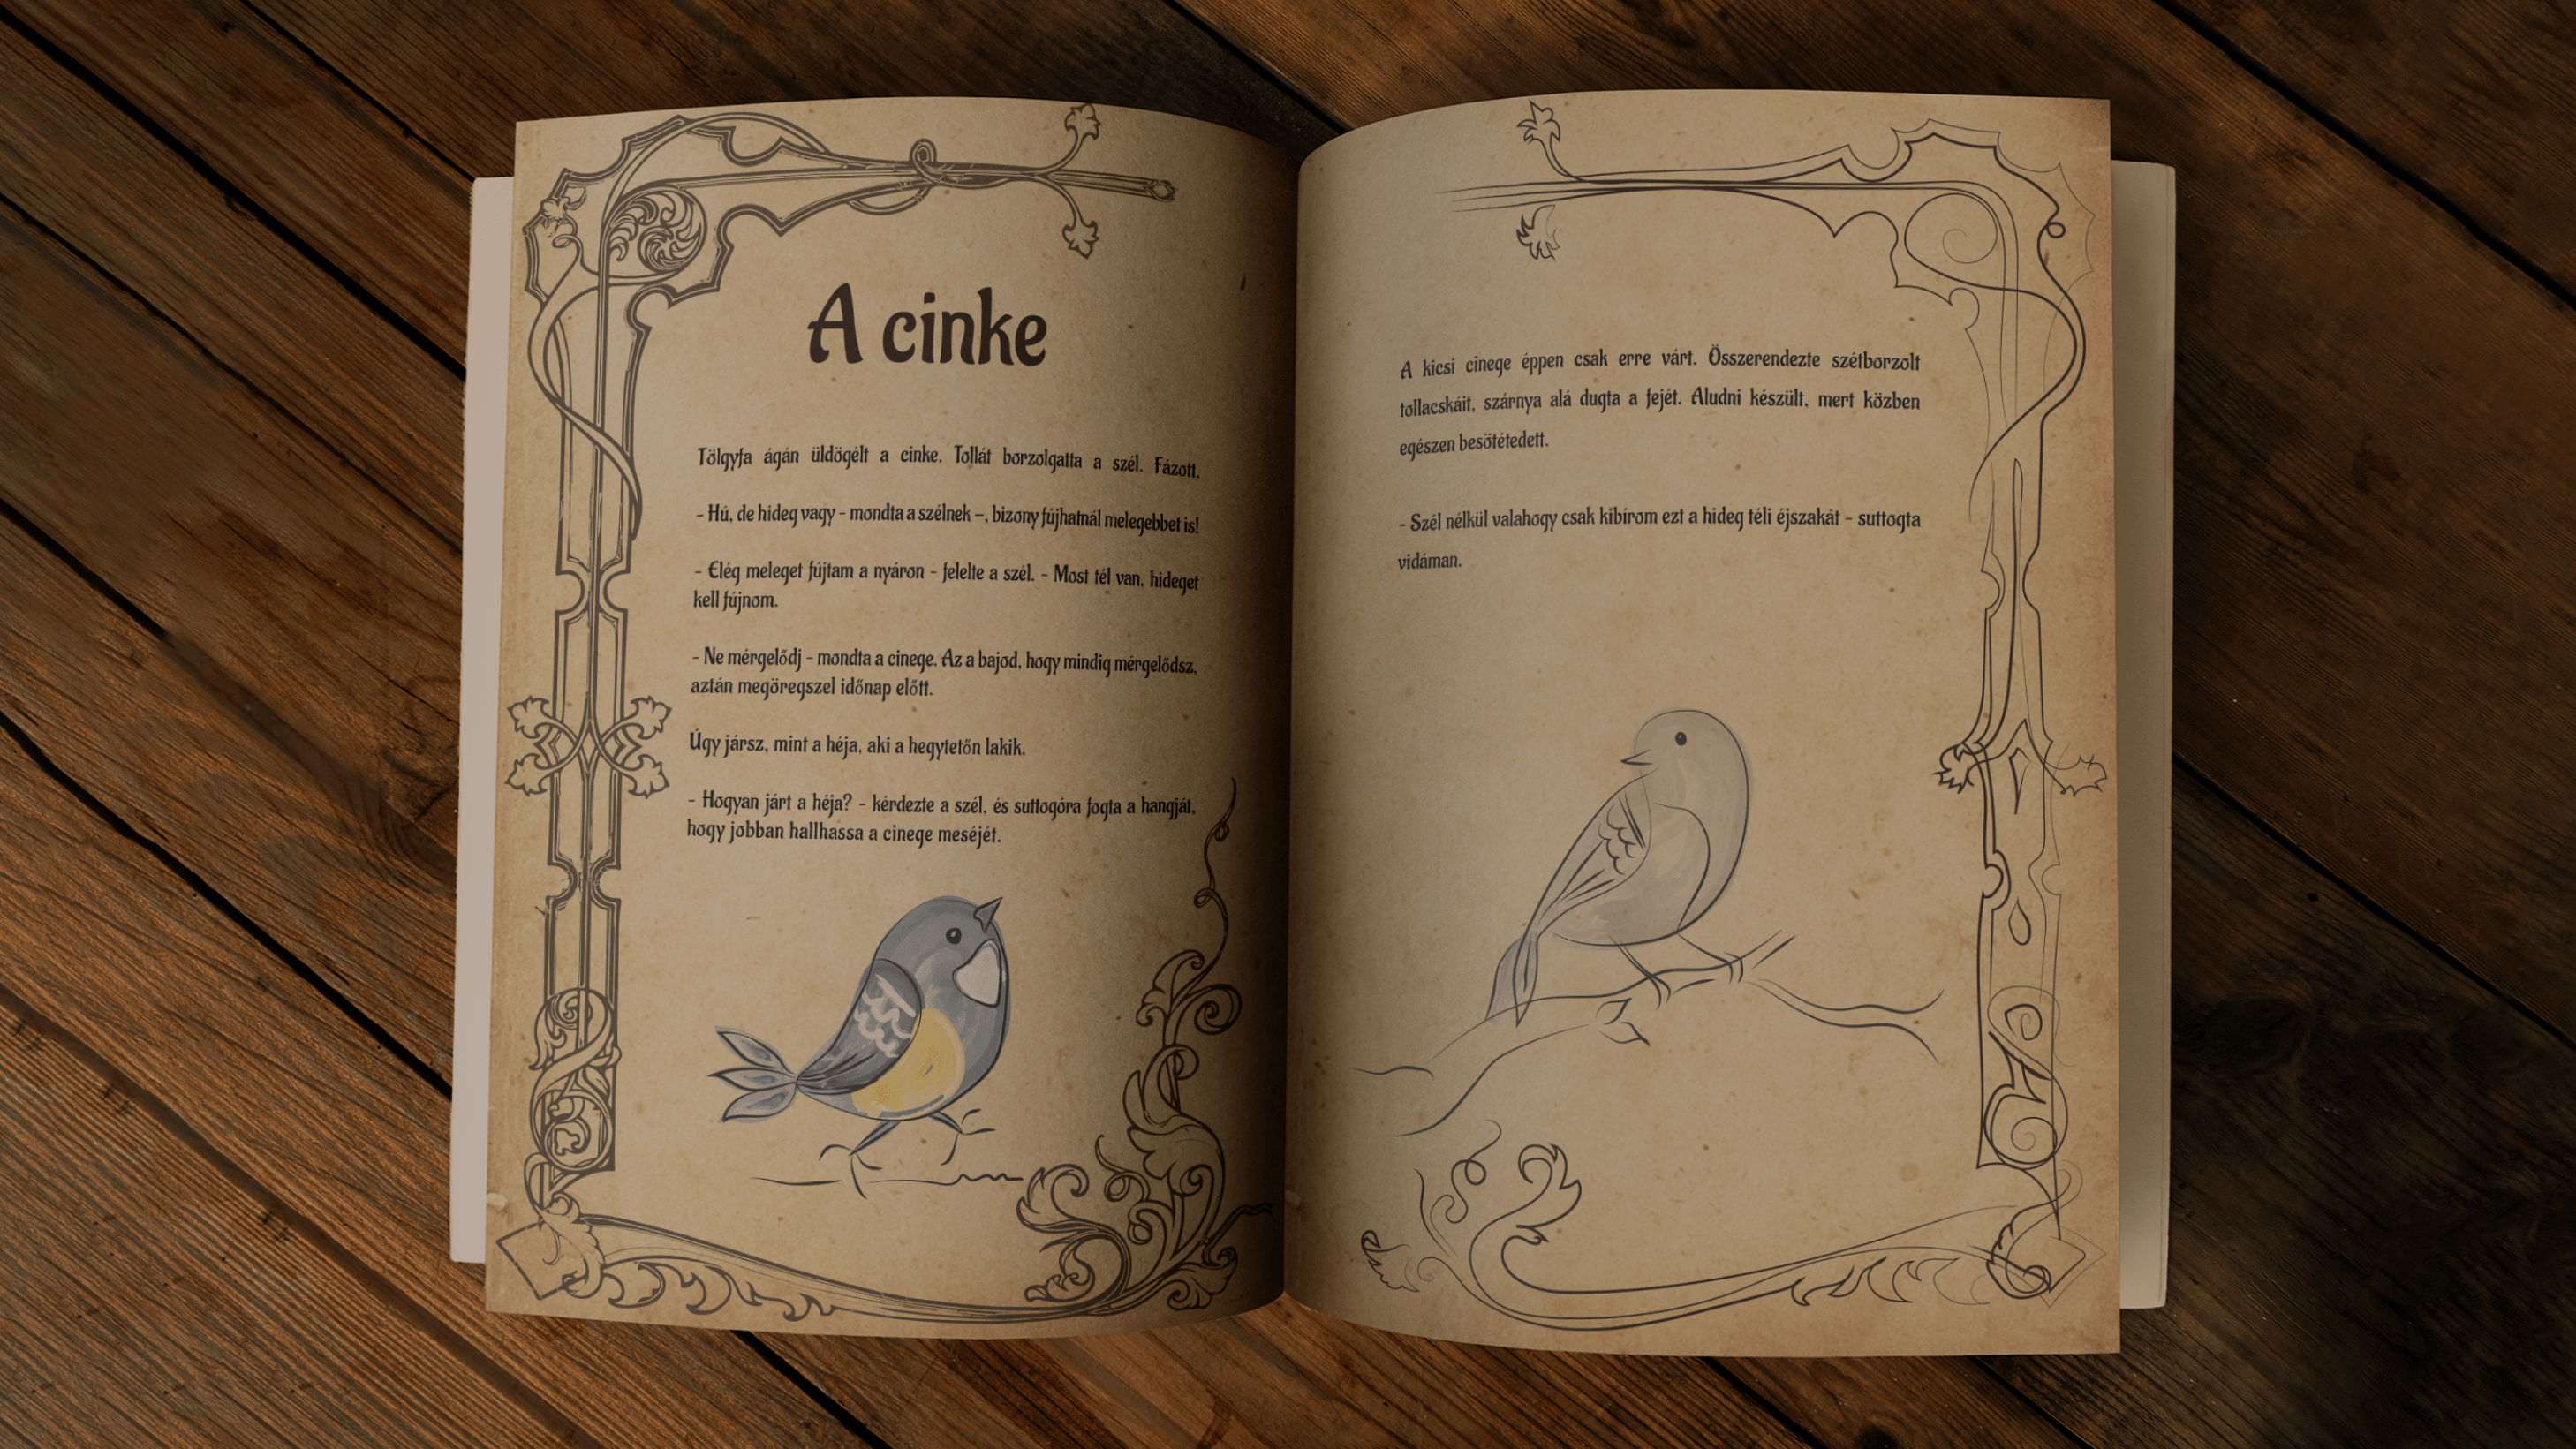 A cinke
Tölgyfa ágán üldögélt a cinke. Tollát borzolgatta a szél. Fázott.
- Hú, de hideg vagy - mondta a szélnek –, bizony fújhatnál melegebbet is!
- Elég meleget fújtam a nyáron - felelte a szél. - Most tél van, hideget
kell fújnom.
- Ne mérgelődj - mondta a cinege. Az a bajod, hogy mindig mérgelődsz,
aztán megöregszel időnap előtt.
Úgy jársz, mint a héja, aki a hegytetőn lakik.
- Hogyan járt a héja? - kérdezte a szél, és suttogóra fogta a hangját,
hogy jobban hallhassa a cinege meséjét.
A kicsi cinege éppen csak erre várt. Összerendezte szétborzolt
tollacskáit, szárnya alá dugta a fejét. Aludni készült, mert közben
egészen besötétedett.
- Szél nélkül valahogy csak kibírom ezt a hideg téli éjszakát - suttogta
vidáman.